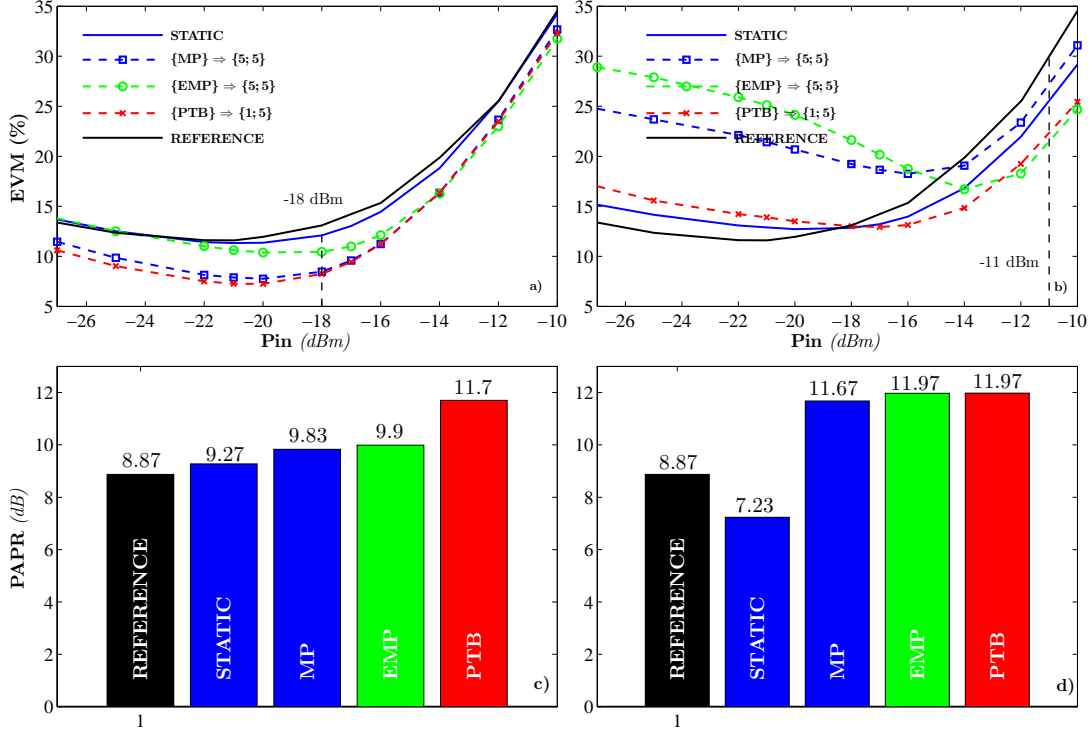 35
30
25
20
15
10
5
EVM (%)
STATIC
{MP} ⇒ {5; 5}
{EMP} ⇒ {5; 5}
{PTB} ⇒ {1; 5}
REFERENCE
-18 dBm
a)
−26 −24 −22 −20 −18 −16 −14 −12 −10
Pin (dBm)
35
30
25
20
15
10
5
STATIC
{MP} ⇒ {5; 5}
{EMP} ⇒ {5; 5}
{PTB} ⇒ {1; 5}
REFERENCE
-11 dBm
b)
−26 −24 −22 −20 −18 −16 −14 −12 −10
Pin (dBm)
12
10
8
6
4
2
0
PAPR (dB)
8.87
9.27
9.83
9.9
11.7
REFERENCE
STATIC
MP
EMP
PTB
c)
1
12
10
8
6
4
2
0
8.87
7.23
11.67
11.97
11.97
REFERENCE
STATIC
MP
EMP
PTB
d)
1